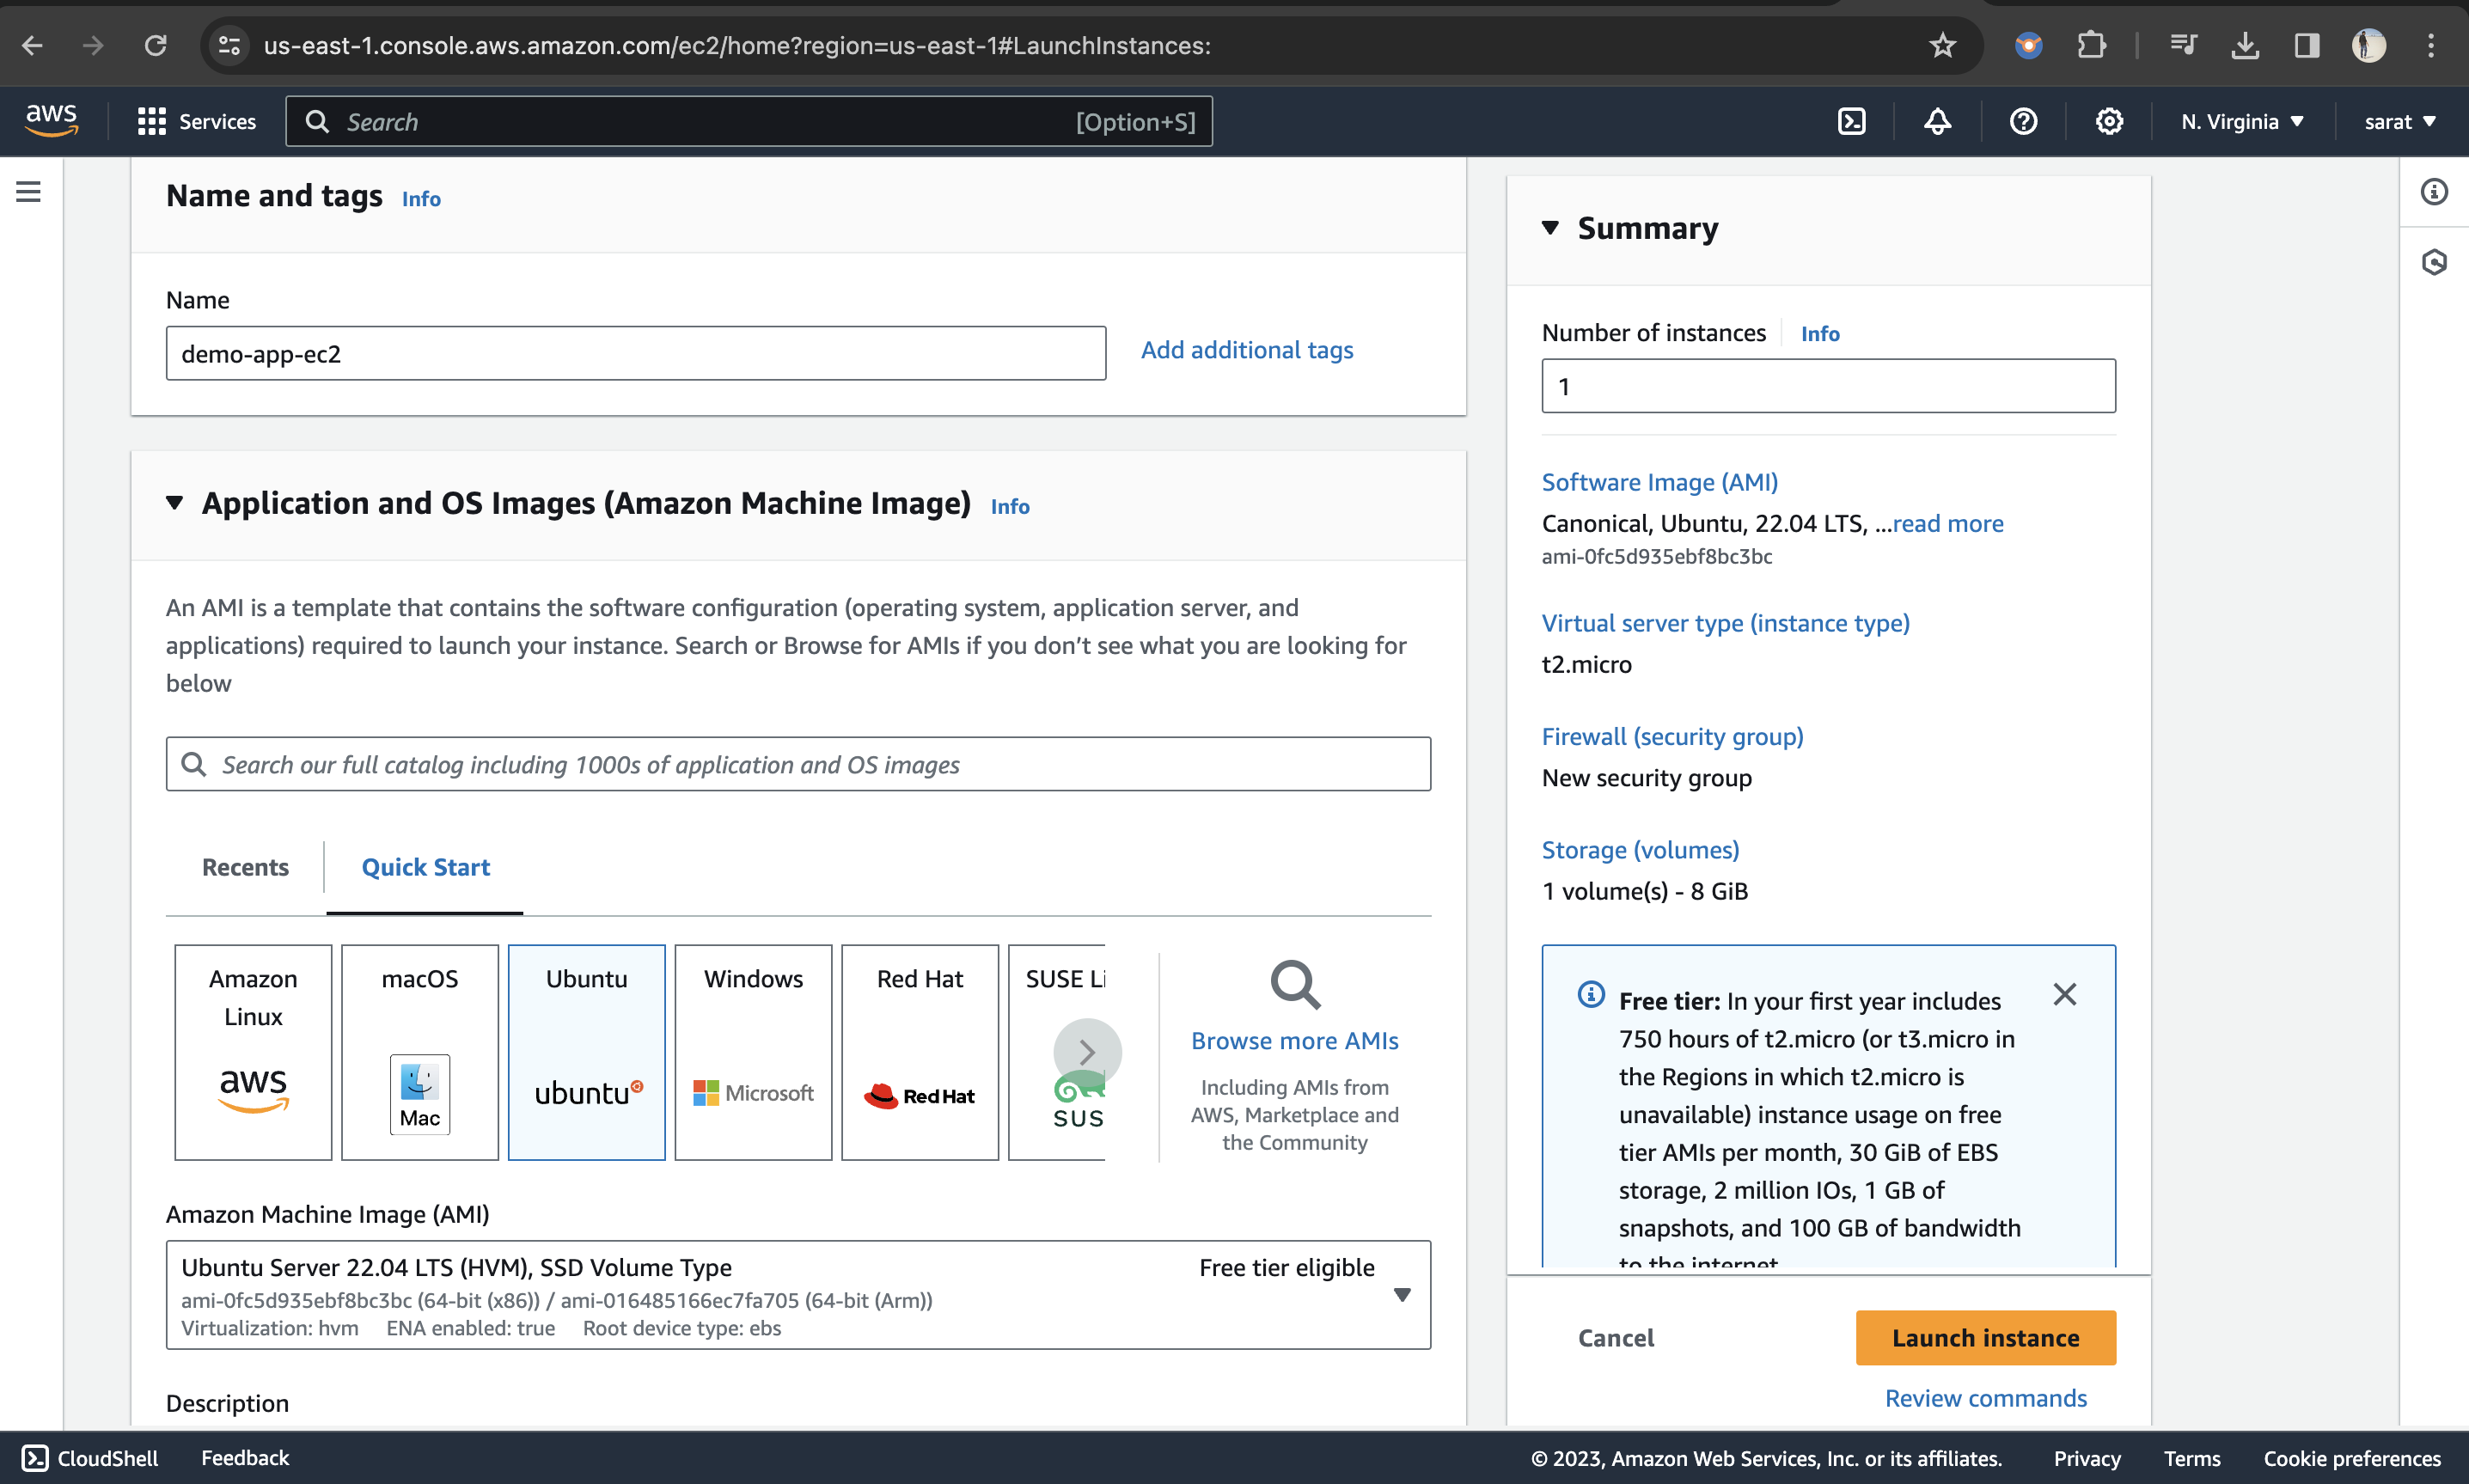 us-east-1.console.aws.amazon.com/ec2/home?region=us-east-1#LaunchInstances:
aws
Services
Search
[Option+S]
N. Virginia
sarat
Name and tags
Info
Name
demo-app-ec2
Add additional tags
Application and OS Images (Amazon Machine Image)
Info
An AMI is a template that contains the software configuration (operating system, application server, and
applications) required to launch your instance. Search or Browse for AMIs if you don’t see what you are looking for
below
Search our full catalog including 1000s of application and OS images
Recents
Quick Start
Amazon
Linux
aws
macOS
Mac
Ubuntu
ubuntu
Windows
Microsoft
Red Hat
Red Hat
SUSE Li
SUS
Browse more AMIs
Including AMIs from
AWS, Marketplace and
the Community
Amazon Machine Image (AMI)
Ubuntu Server 22.04 LTS (HVM), SSD Volume Type
Free tier eligible
ami-0fc5d935ebf8bc3bc (64-bit (x86)) / ami-016485166ec7fa705 (64-bit (Arm))
Virtualization: hvm ENA enabled: true Root device type: ebs
Description
Summary
Number of instances
Info
1
Software Image (AMI)
Canonical, Ubuntu, 22.04 LTS, ...read more
ami-0fc5d935ebf8bc3bc
Virtual server type (instance type)
t2.micro
Firewall (security group)
New security group
Storage (volumes)
1 volume(s) - 8 GiB
Free tier: In your first year includes
750 hours of t2.micro (or t3.micro in
the Regions in which t2.micro is
unavailable) instance usage on free
tier AMIs per month, 30 GiB of EBS
storage, 2 million IOs, 1 GB of
snapshots, and 100 GB of bandwidth
to the internet
Cancel
Launch instance
Review commands
CloudShell
Feedback
© 2023, Amazon Web Services, Inc. or its affiliates.
Privacy
Terms
Cookie preferences